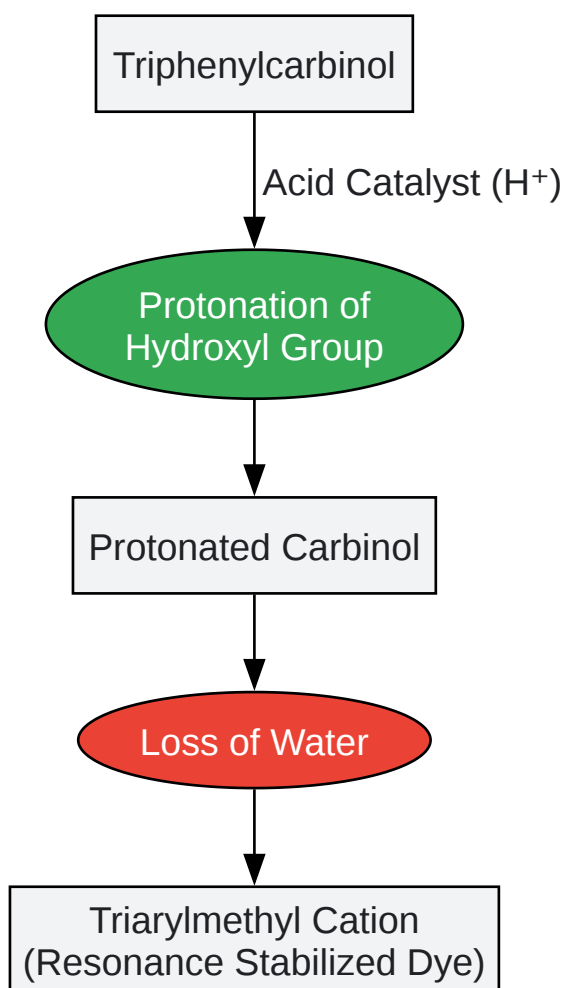 Triphenylcarbinol
Acid Catalyst (H⁺)
Protonation of
Hydroxyl Group
Protonated Carbinol
Loss of Water
Triarylmethyl Cation
(Resonance Stabilized Dye)